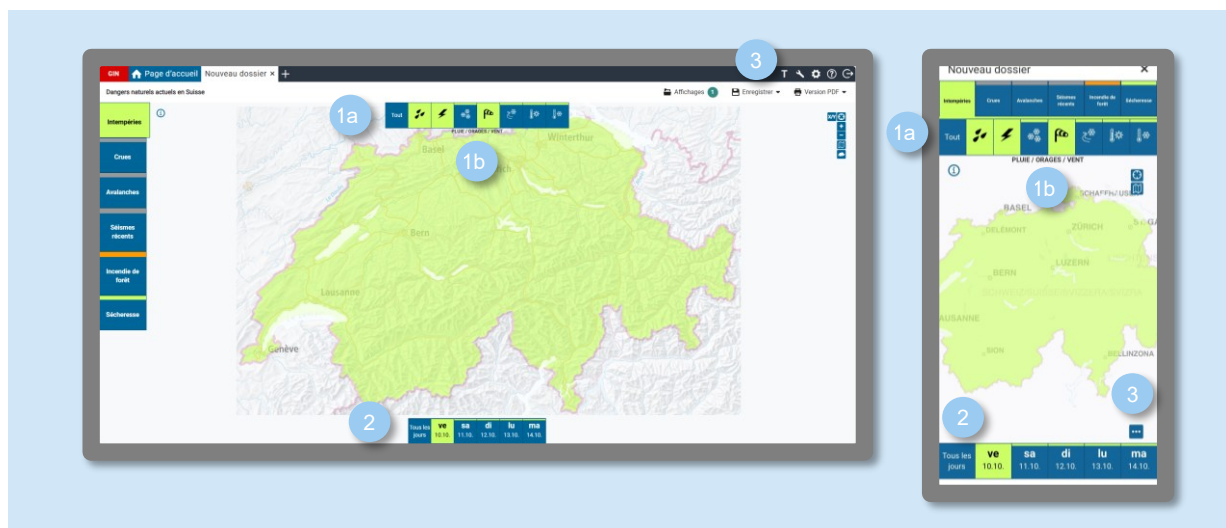 3
GIN Page d'accueil Nouveau dossier × +
Dangers naturels actuels en Suisse
Affichages 1 Enregistrer Version PDF
1a
Tout
PLUIE / ORAGES / VENT
1b
Intempéries
Crues
Avalanches
Séismes
récents
Incendie de
forêt
Sécheresse
X/Y
Basel
Winterthur
Bern
Lausanne
Genève
2
Tous les
jours
ve
10.10.
sa
11.10.
di
12.10.
lu
13.10.
ma
14.10.
Nouveau dossier ×
Intempéries
Crues
Avalanches
Séismes
récents
Incendie de
forêt
Sécheresse
1a
Tout
PLUIE / ORAGES / VENT
1b
BASEL
DELÉMONT
ZÜRICH
LUZERN
BERN
AUSANNE
SION
LLINZONA
3
2
Tous les
jours
ve
10.10.
sa
11.10.
di
12.10.
lu
13.10.
ma
14.10.